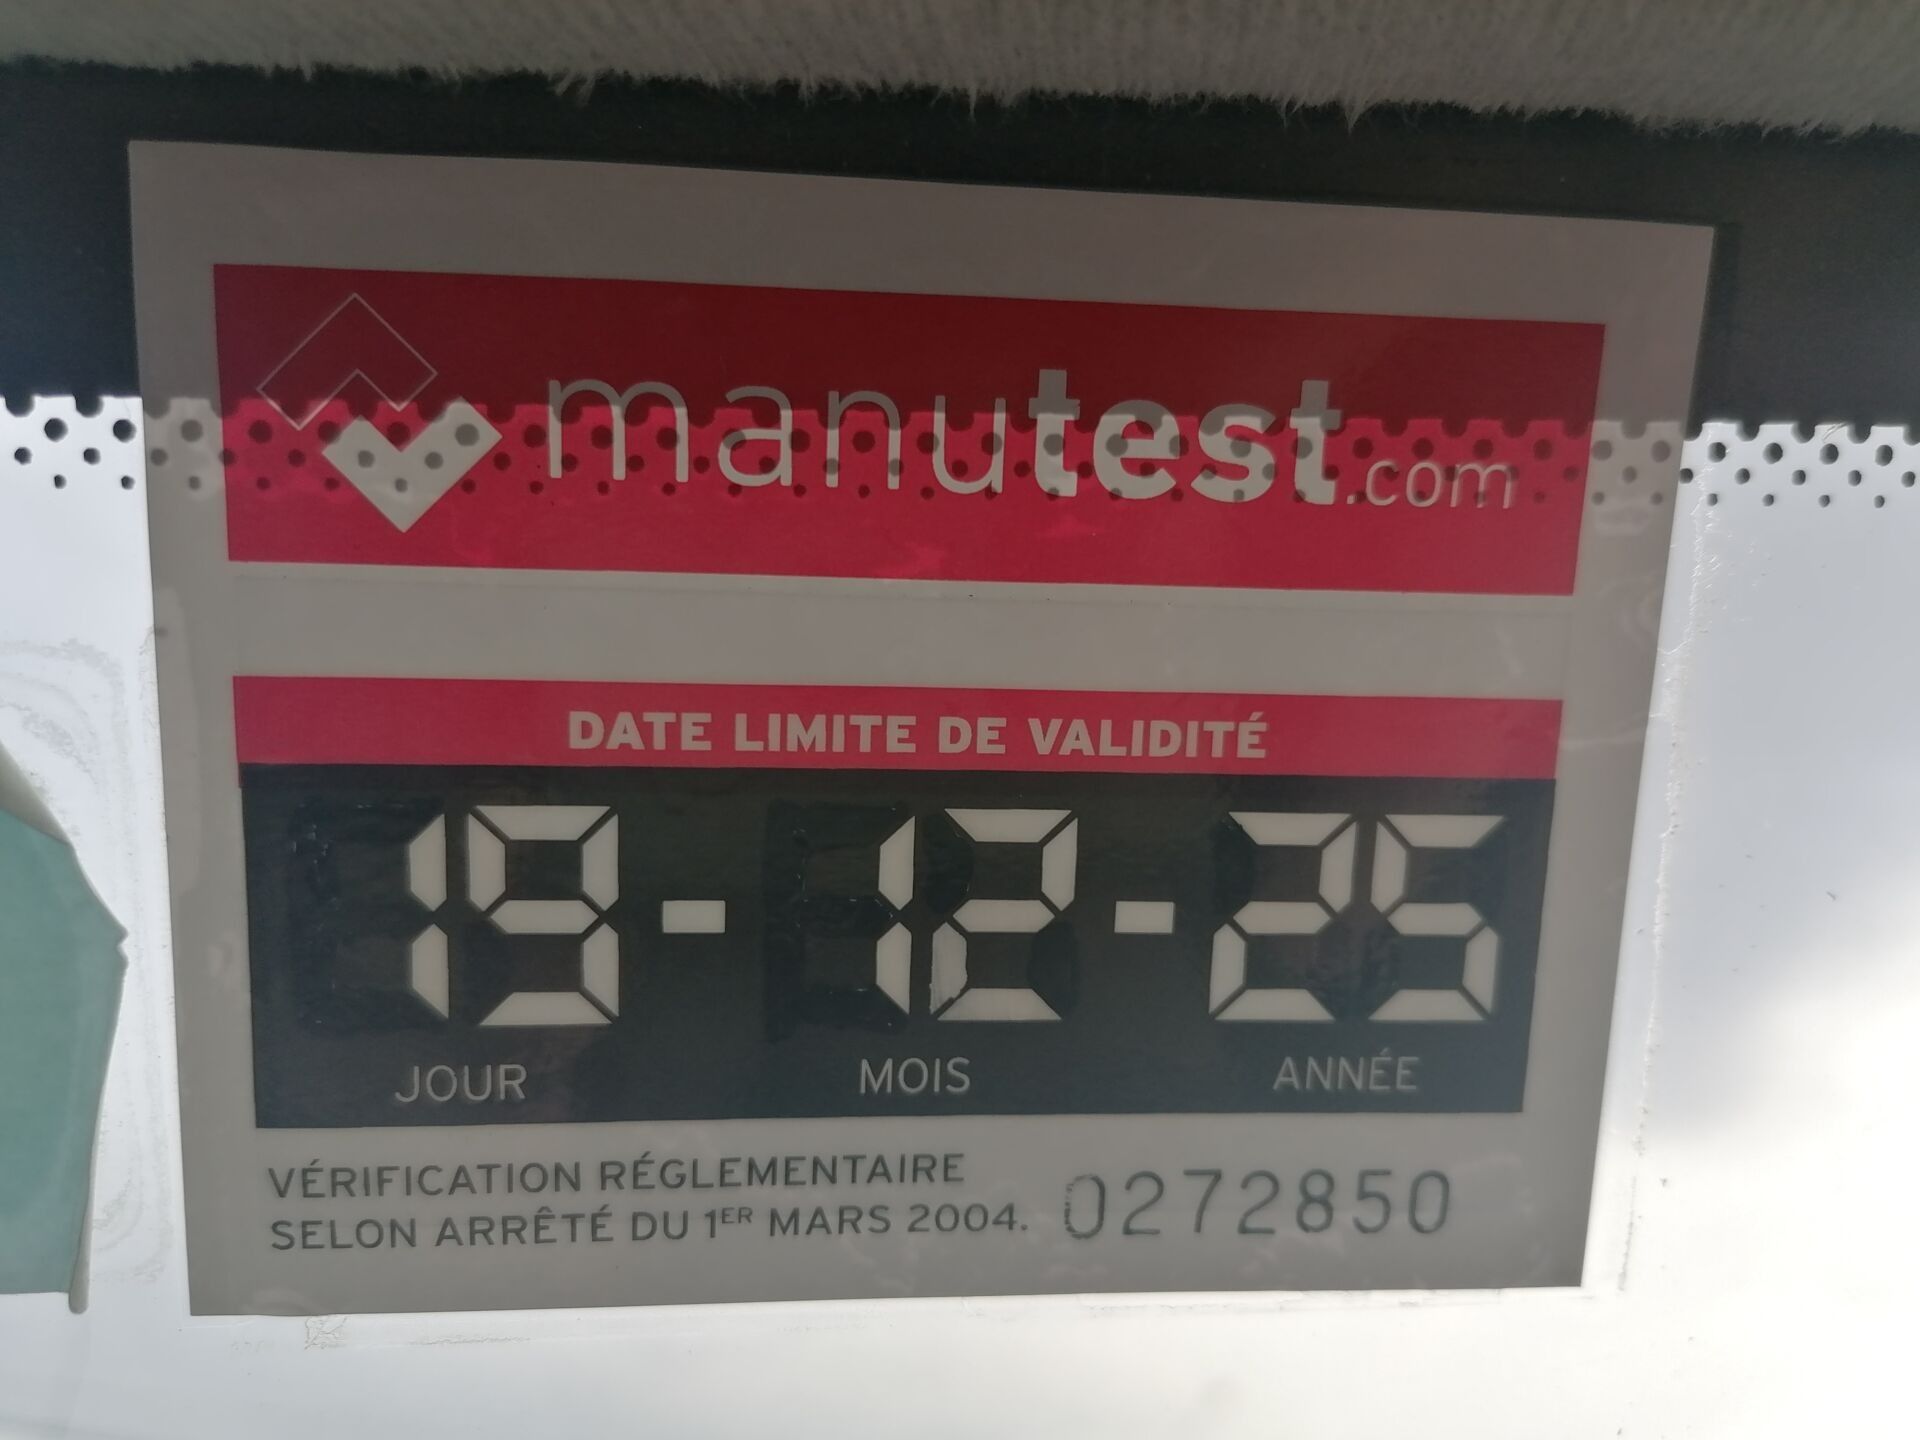 manutest.com
DATE LIMITE DE VALIDITÉ
19-12-25
JOUR MOIS ANNÉE
VÉRIFICATION RÉGLEMENTAIRE
SELON ARRÊTÉ DU 1ER MARS 2004. 0272850